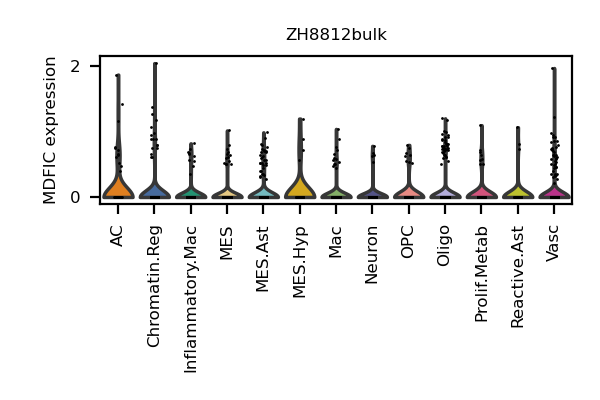 ZH8812bulk
MDFIC expression
2
0
AC
Chromatin.Reg
Inflammatory.Mac
MES
MES.Ast
MES.Hyp
Mac
Neuron
OPC
Oligo
Prolif.Metab
Reactive.Ast
Vasc